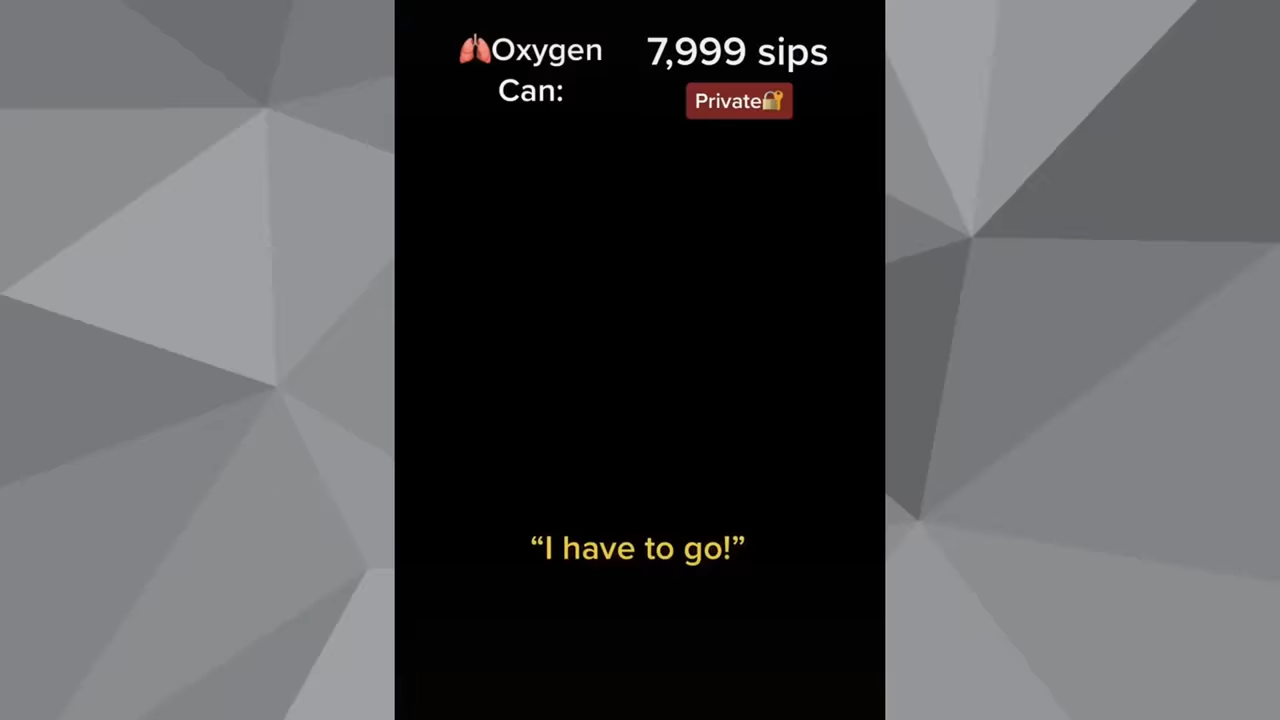 🫁Oxygen
Can:
7,999 sips
Private🔐
“I have to go!”